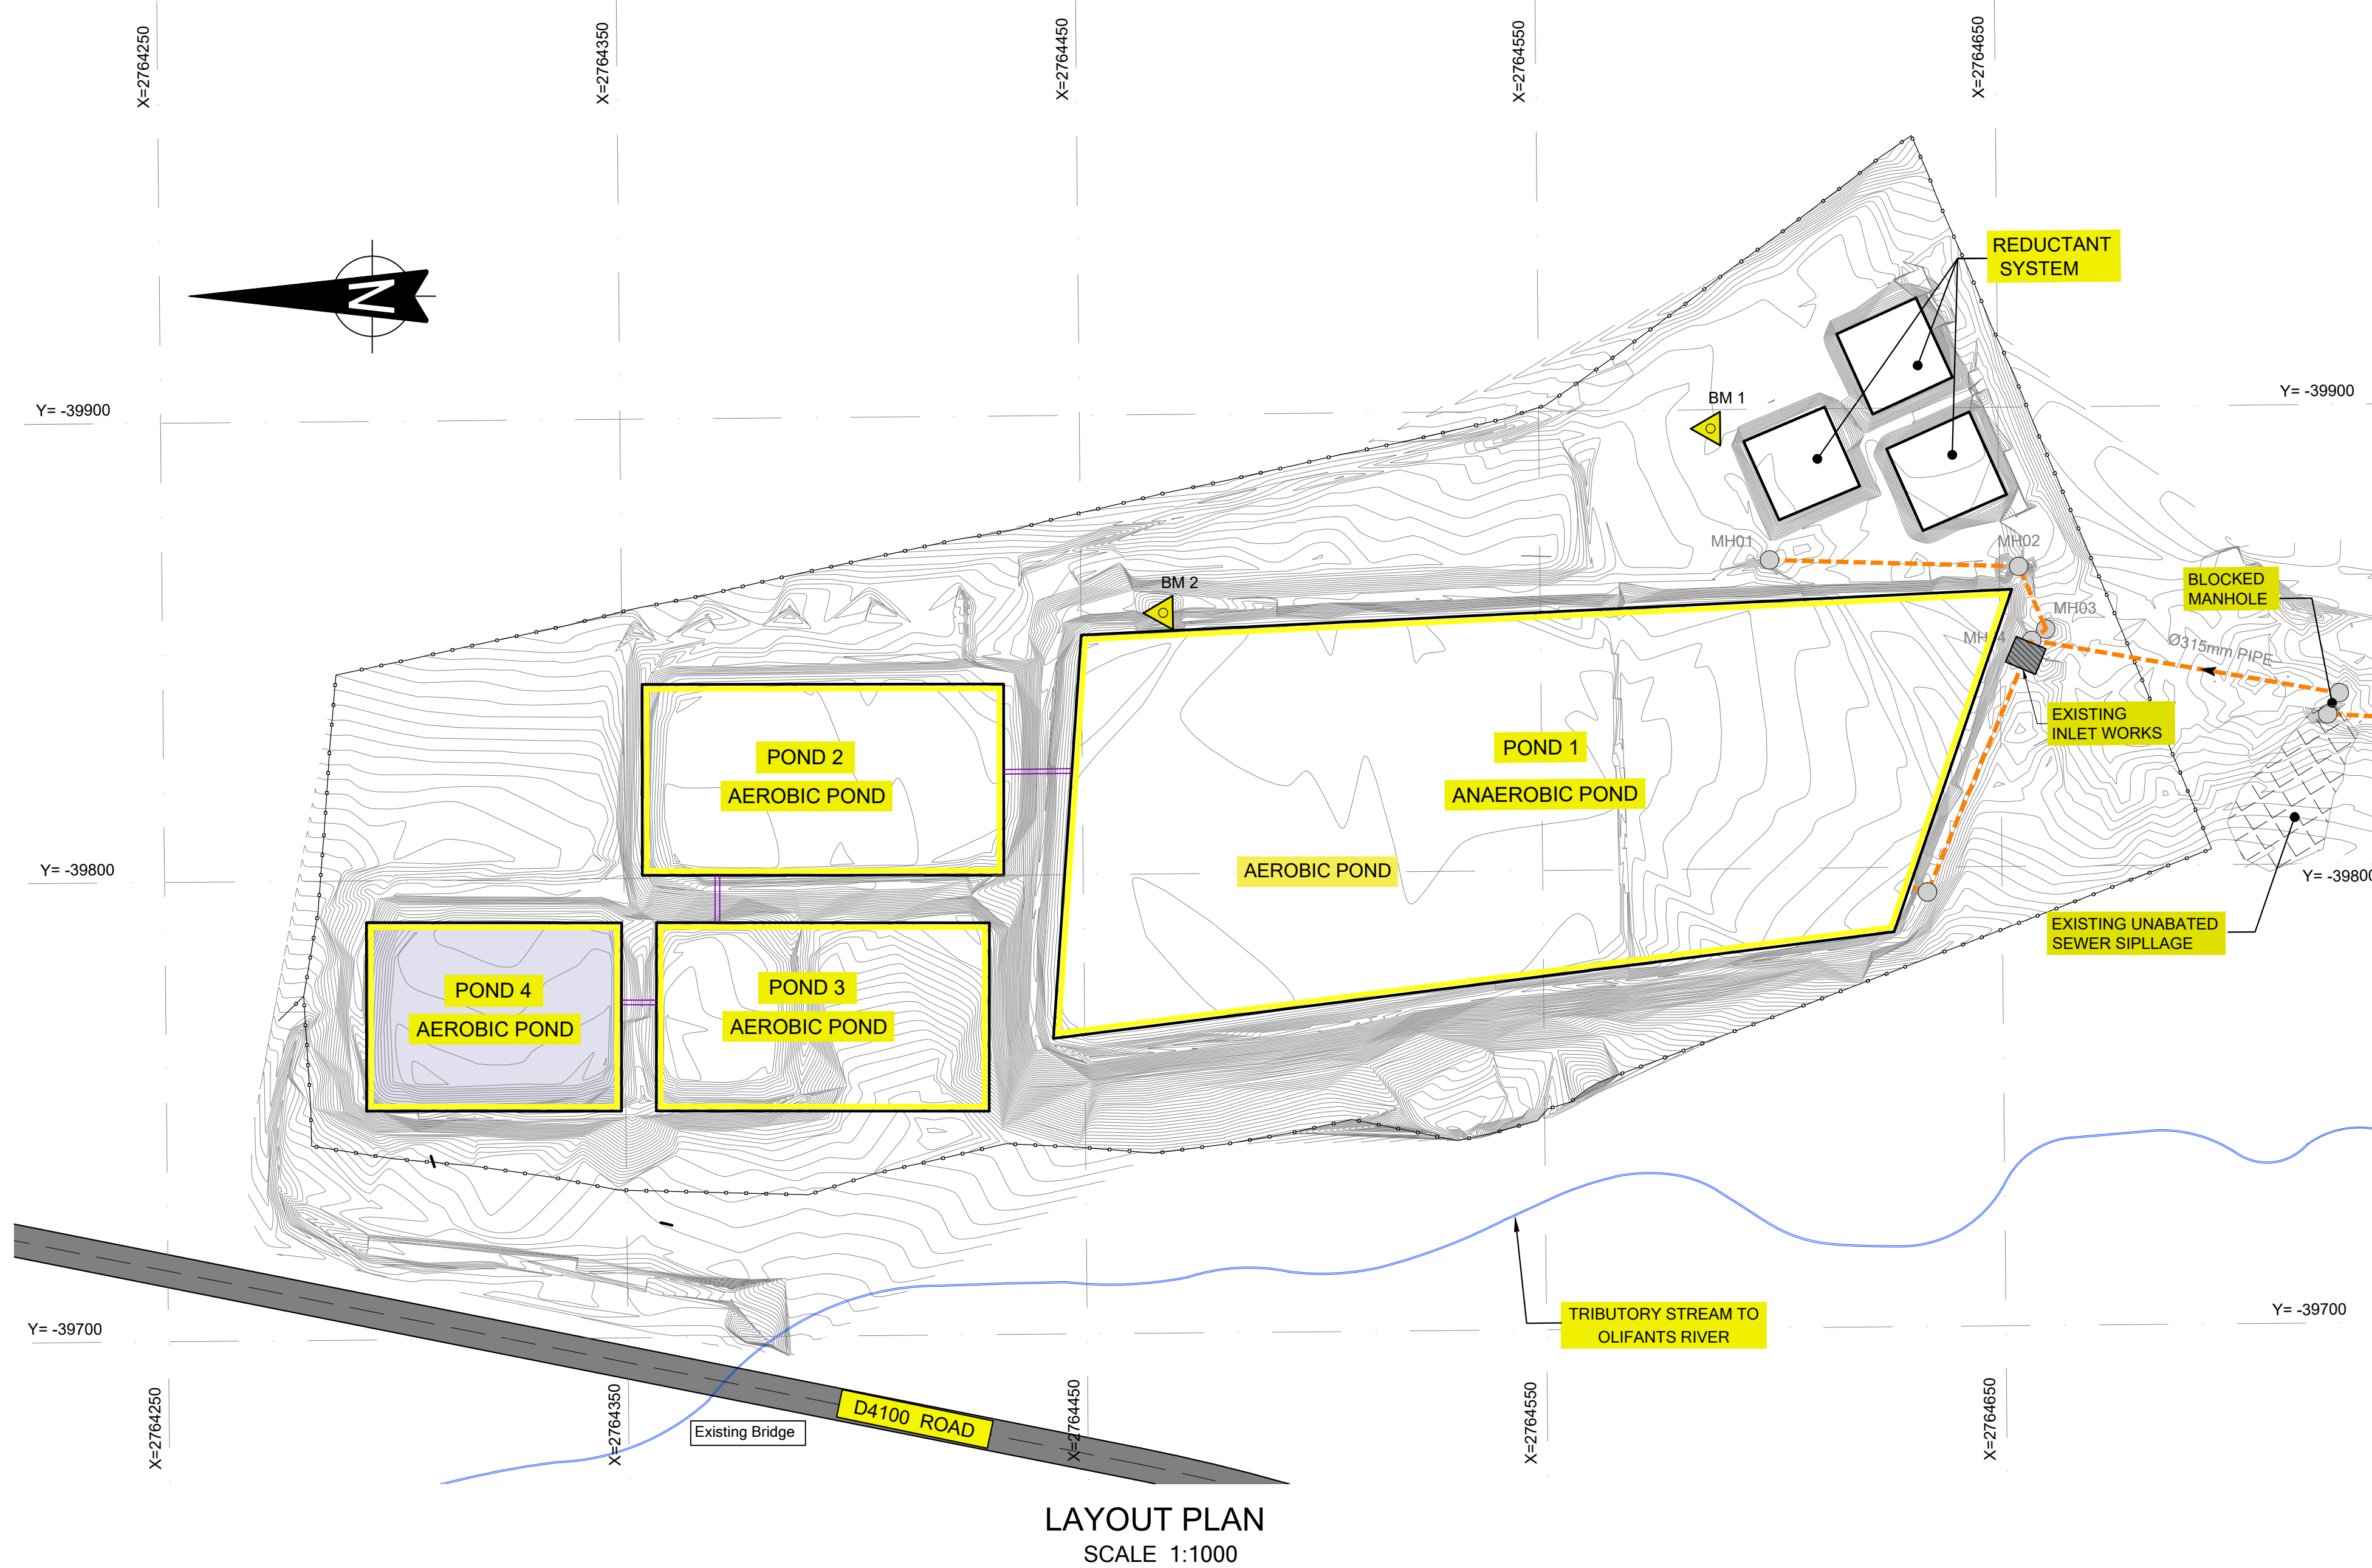 X=2764250
X=2764350
X=2764450
X=2764550
X=2764650
REDUCTANT
SYSTEM
N
Y= -39900
Y= -39900
BM 1
MH01
MH02
BM 2
BLOCKED
MANHOLE
MH03
Ø315mm PIPE
EXISTING
INLET WORKS
POND 1
ANAEROBIC POND
POND 2
AEROBIC POND
AEROBIC POND
Y= -39800
Y= -39800
EXISTING UNABATED
SEWER SIPLLAGE
POND 4
AEROBIC POND
POND 3
AEROBIC POND
TRIBUTORY STREAM TO
OLIFANTS RIVER
Y= -39700
Y= -39700
D4100 ROAD
Existing Bridge
X=2764250
X=2764350
X=2764450
X=2764550
X=2764650
LAYOUT PLAN
SCALE 1:1000